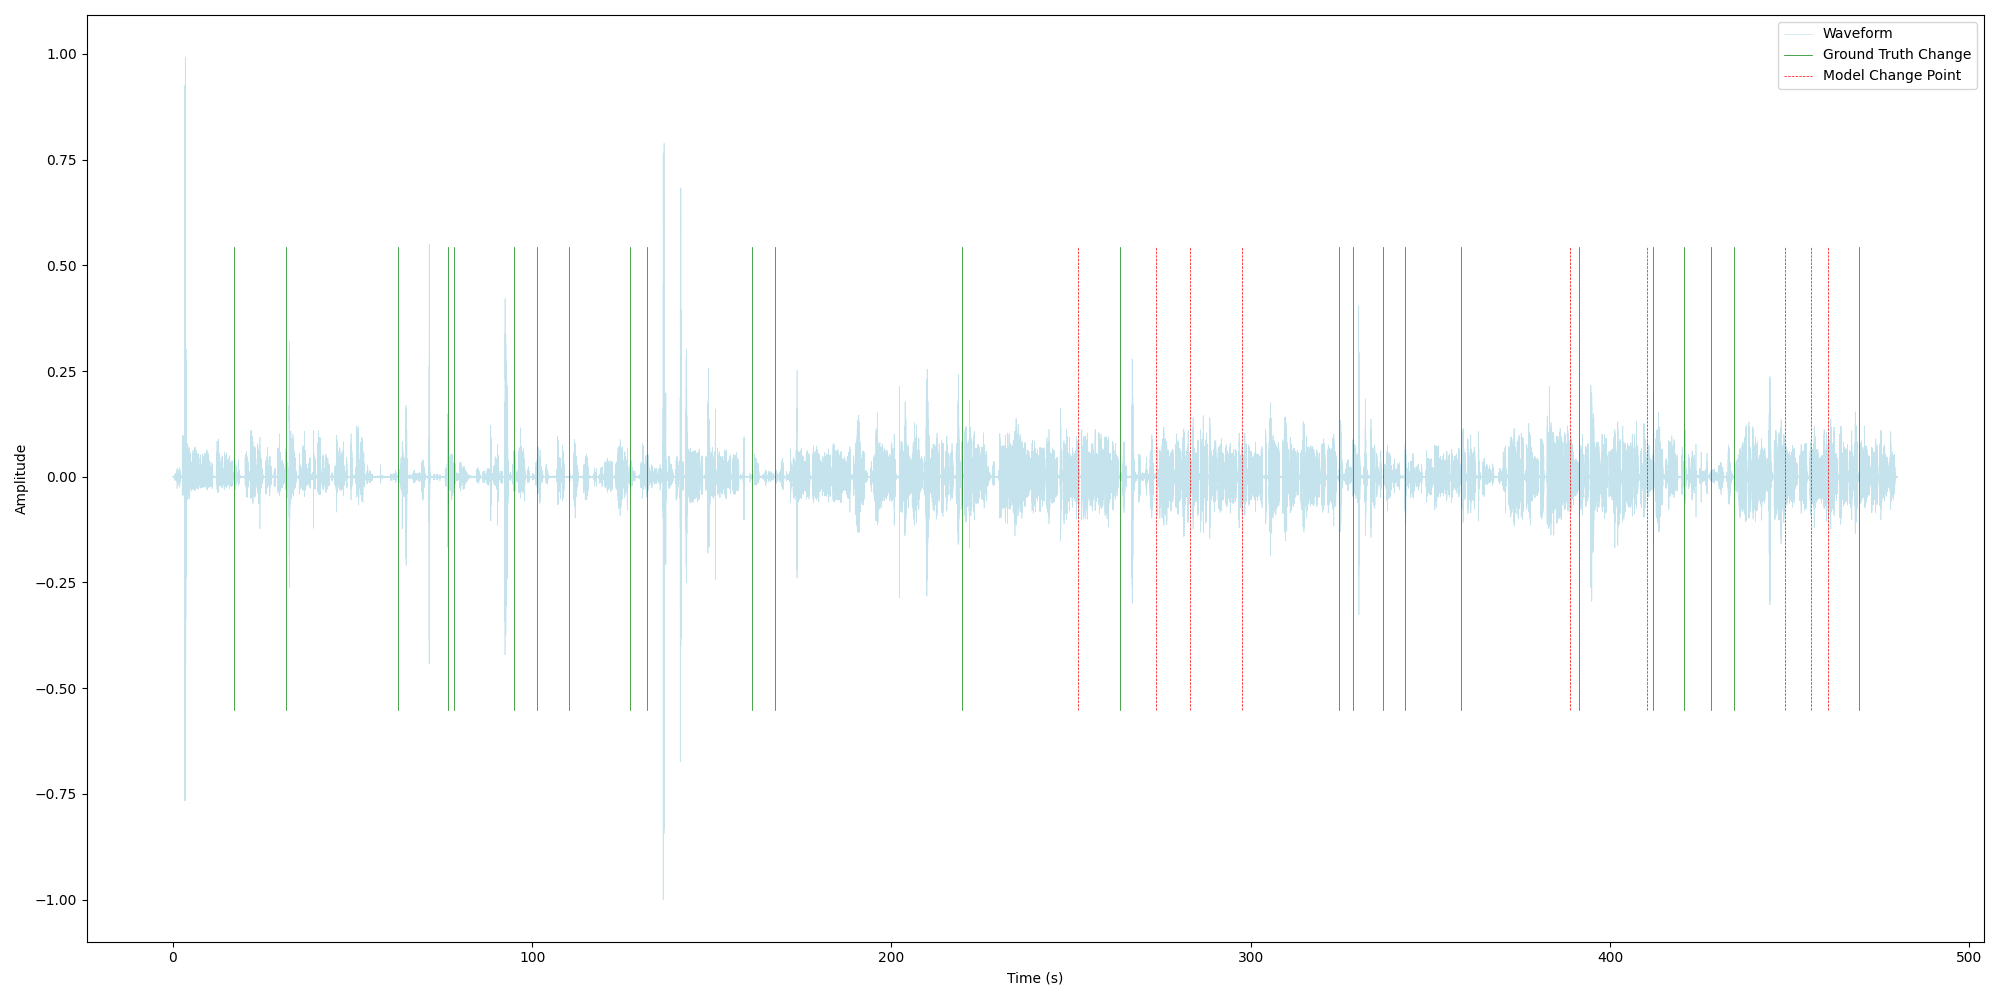 Waveform
Ground Truth Change
Model Change Point
1.00
0.75
0.50
0.25
0.00
−0.25
−0.50
−0.75
−1.00
Amplitude
0 100 200 300 400 500
Time (s)